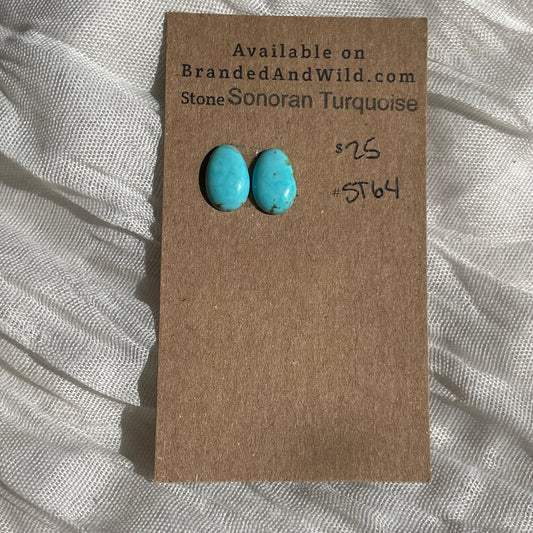 Available on
BrandedAndWild.com
Stone Sonoran Turquoise
$25
#ST64